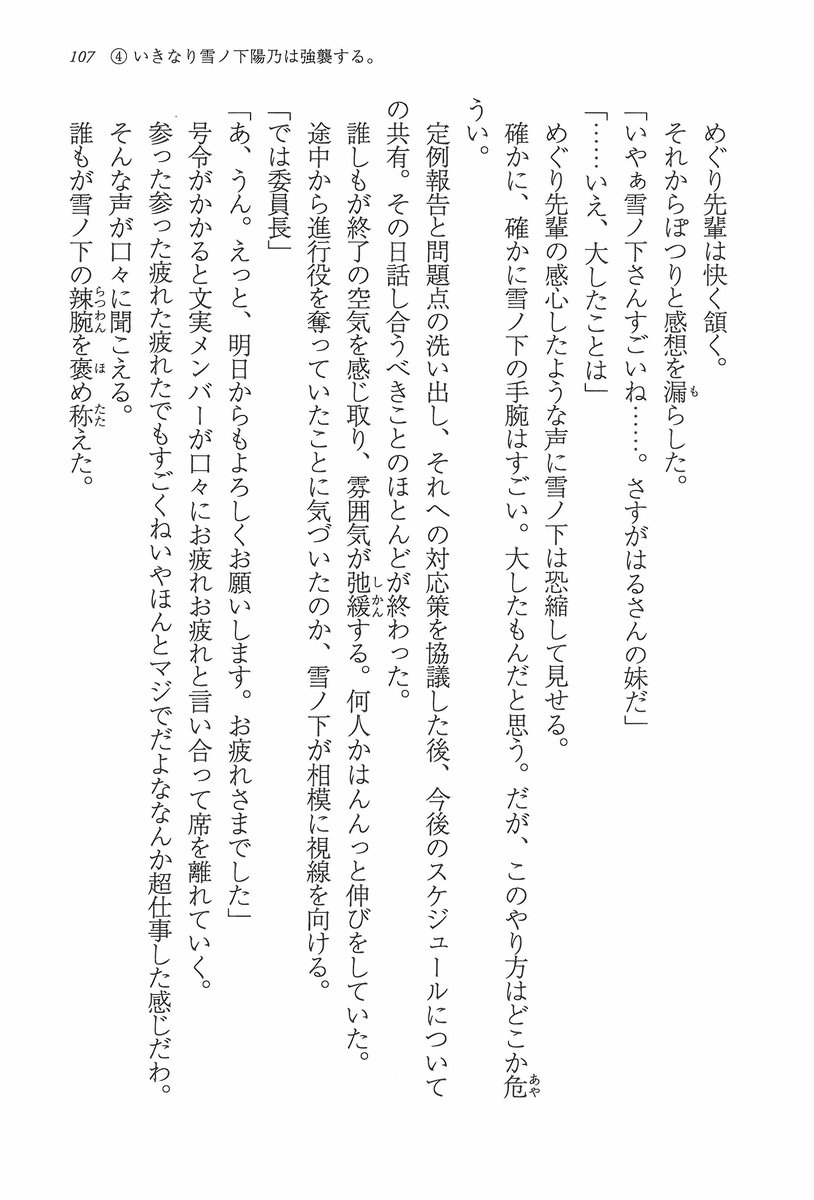 107 ④ いきなり雪ノ下陽乃は強襲する。
めぐり先輩は快く頷く。
それからぽつりと感想を漏らした。
「いやぁ雪ノ下さんすごいね……。さすがはるさんの妹だ」
「……いえ、大したことは」
めぐり先輩の感心したような声に雪ノ下は恐縮して見せる。
確かに、確かに雪ノ下の手腕はすごい。大したもんだと思う。だが、このやり方はどこか危
うい。
定例報告と問題点の洗い出し、それへの対応策を協議した後、今後のスケジュールについて
の共有。その日話し合うべきことのほとんどが終わった。
誰しもが終了の空気を感じ取り、雰囲気が弛緩する。何人かはんんっと伸びをしていた。
途中から進行役を奪っていたことに気づいたのか、雪ノ下が相模に視線を向ける。
「では委員長」
「あ、うん。えっと、明日からもよろしくお願いします。お疲れさまでした」
号令がかかると文実メンバーが口々にお疲れお疲れと言い合って席を離れていく。
参った参った疲れた疲れたでもすごくねいやほんとマジでだよななんか超仕事した感じだわ。
そんな声が口々に聞こえる。
誰もが雪ノ下の辣腕を褒め称えた。